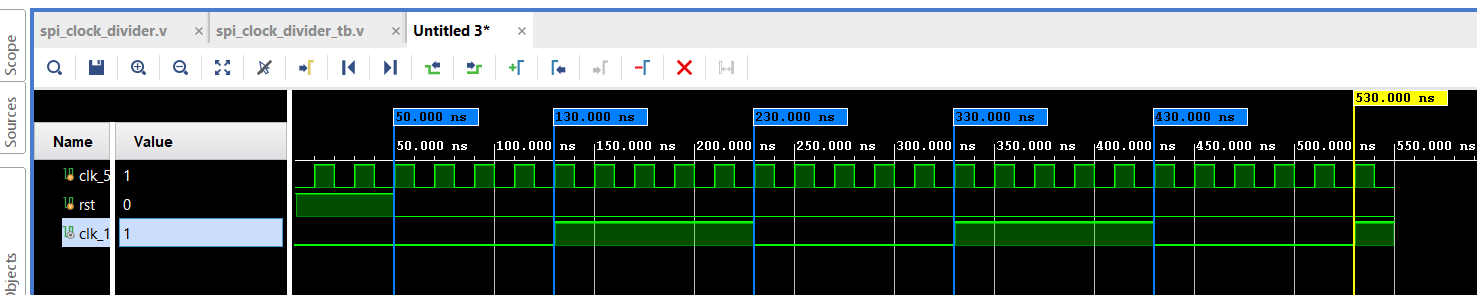 Scope
Sources
Objects
spi_clock_divider.v ×
spi_clock_divider_tb.v ×
Untitled 3* ×
Name Value
clk_5 1
rst 0
clk_1 1
530.000 ns
50.000 ns 130.000 ns 230.000 ns 330.000 ns 430.000 ns
50.000 ns 100.000 ns 150.000 ns 200.000 ns 250.000 ns 300.000 ns 350.000 ns 400.000 ns 450.000 ns 500.000 ns 550.000 ns